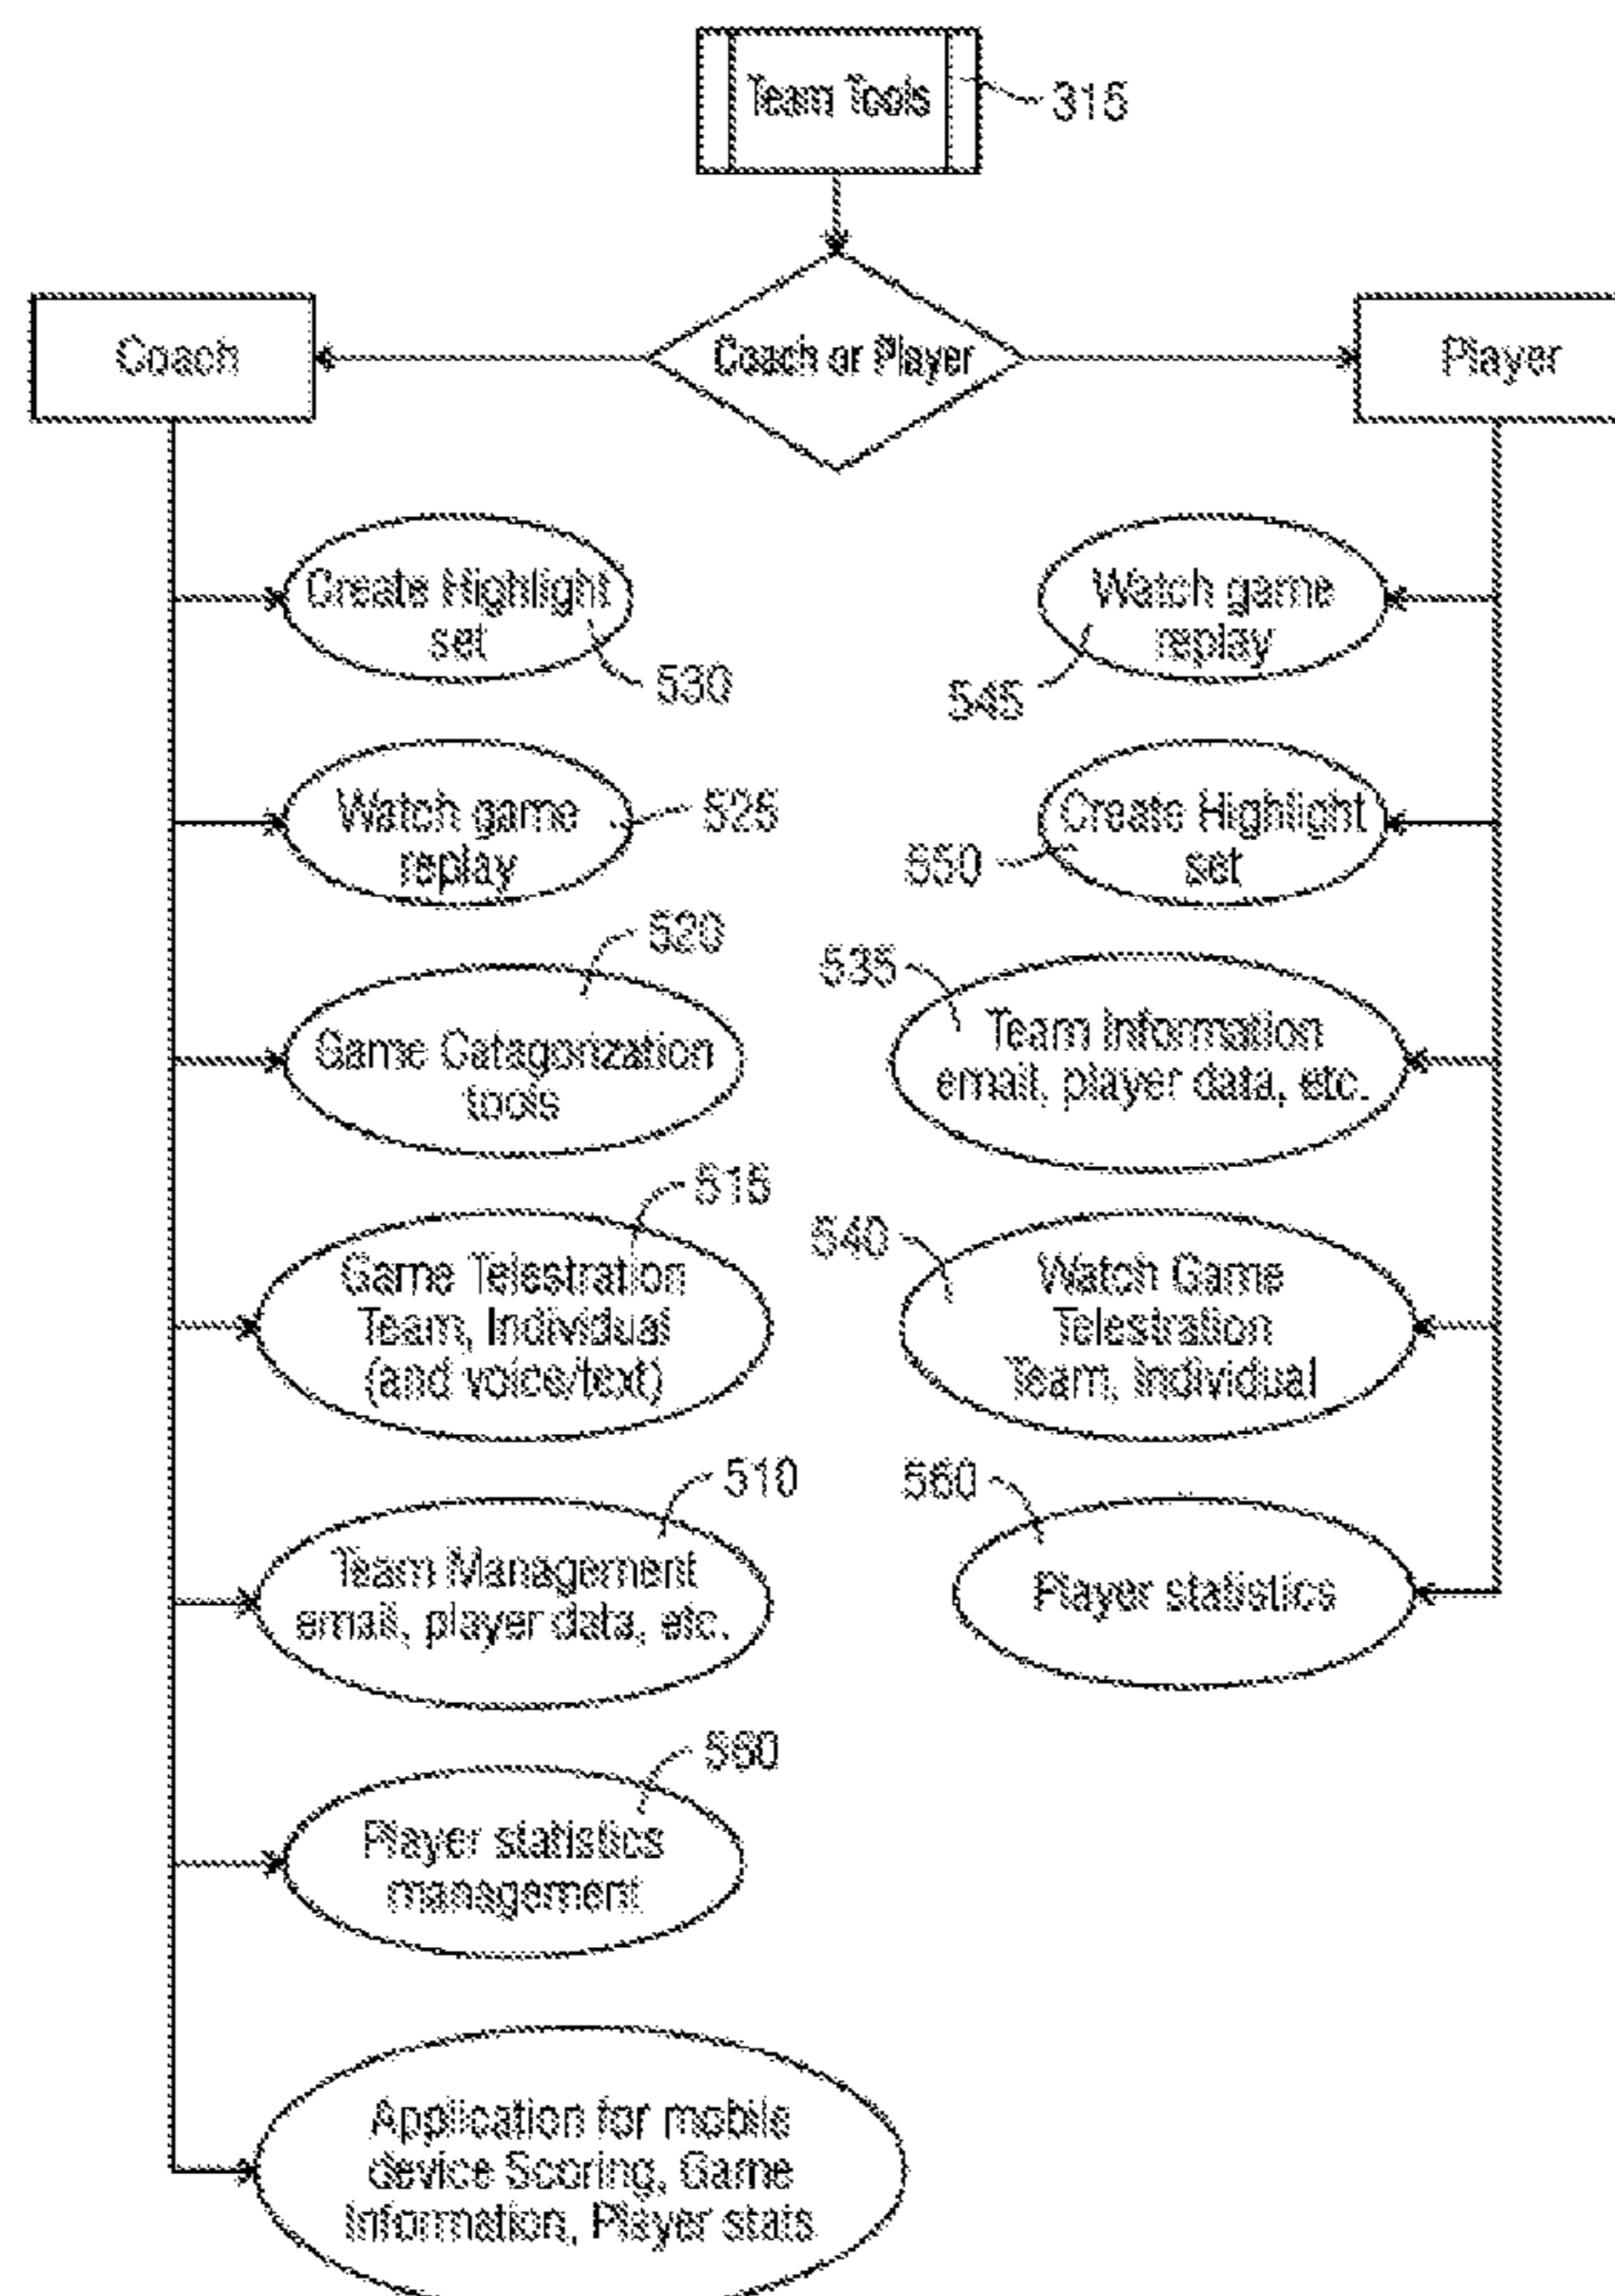 Team Tools
315
Coach
Coach or Player
Player
Create Highlight
set
530
Watch game
replay
545
Watch game
replay
525
Create Highlight
set
550
Game Catagorization
tools
520
Team Information
email, player data, etc.
535
Game Telestration
Team, Individual
(and voice/text)
515
Watch Game
Telestration
Team, Individual
540
Team Management
email, player data, etc.
510
Player statistics
560
Player statistics
management
Application for mobile
device Scoring, Game
Information, Player stats